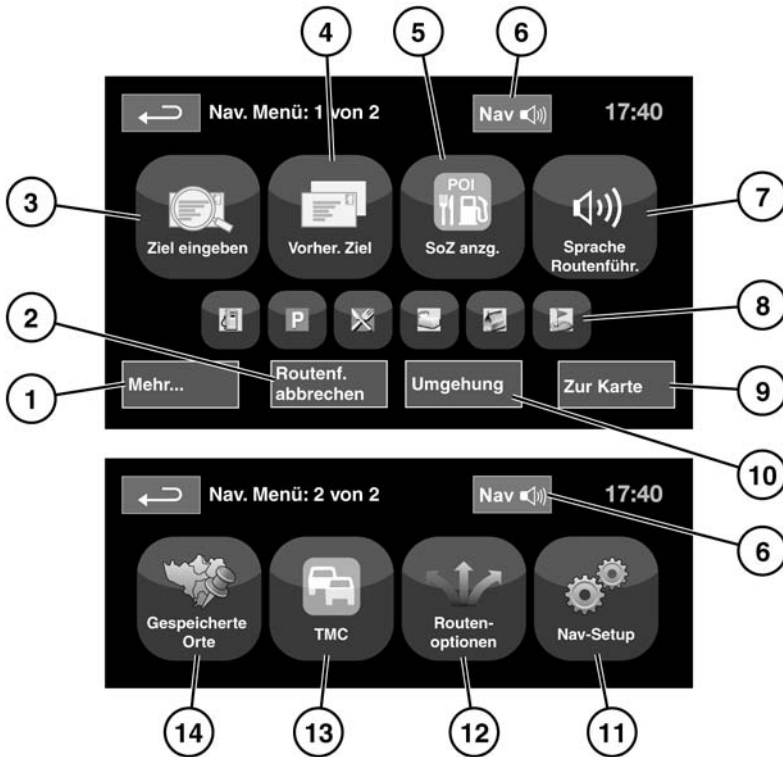 4
5
6
Nav. Menü: 1 von 2
Nav
17:40
3
POI
7
Ziel eingeben
Vorher. Ziel
SoZ anzg.
Sprache
Routenführ.
2
P
8
1
Mehr...
Routenf.
abbrechen
Umgehung
Zur Karte
9
10
Nav. Menü: 2 von 2
Nav
17:40
6
Gespeicherte
Orte
TMC
Routen-
optionen
Nav-Setup
14
13
12
11